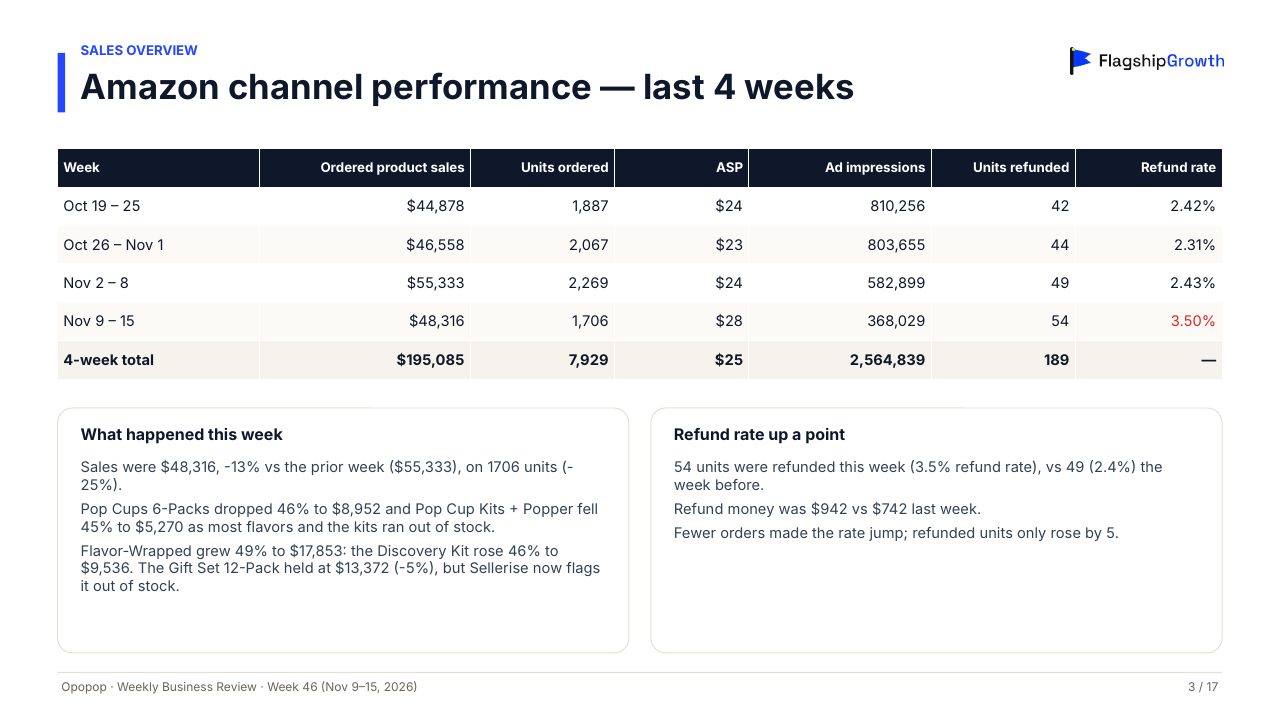 SALES OVERVIEW
Amazon channel performance — last 4 weeks
FlagshipGrowth
Week Ordered product sales Units ordered ASP Ad impressions Units refunded Refund rate
Oct 19 – 25 $44,878 1,887 $24 810,256 42 2.42%
Oct 26 – Nov 1 $46,558 2,067 $23 803,655 44 2.31%
Nov 2 – 8 $55,333 2,269 $24 582,899 49 2.43%
Nov 9 – 15 $48,316 1,706 $28 368,029 54 3.50%
4-week total $195,085 7,929 $25 2,564,839 189 —
What happened this week
Sales were $48,316, -13% vs the prior week ($55,333), on 1706 units (-
25%).
Pop Cups 6-Packs dropped 46% to $8,952 and Pop Cup Kits + Popper fell
45% to $5,270 as most flavors and the kits ran out of stock.
Flavor-Wrapped grew 49% to $17,853: the Discovery Kit rose 46% to
$9,536. The Gift Set 12-Pack held at $13,372 (-5%), but Sellerise now flags
it out of stock.
Refund rate up a point
54 units were refunded this week (3.5% refund rate), vs 49 (2.4%) the
week before.
Refund money was $942 vs $742 last week.
Fewer orders made the rate jump; refunded units only rose by 5.
Opopop · Weekly Business Review · Week 46 (Nov 9–15, 2026)
3 / 17